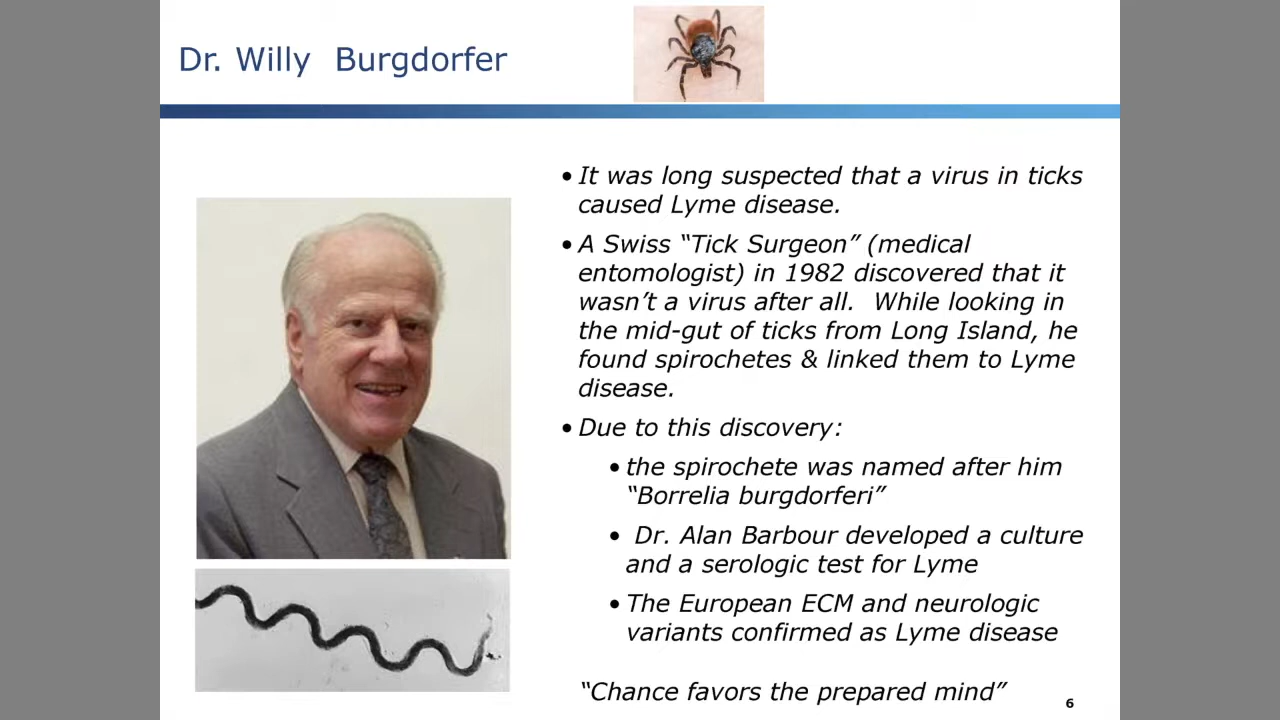 Dr. Willy  Burgdorfer
• It was long suspected that a virus in ticks
caused Lyme disease.
• A Swiss “Tick Surgeon” (medical
entomologist) in 1982 discovered that it
wasn’t a virus after all.  While looking in
the mid-gut of ticks from Long Island, he
found spirochetes & linked them to Lyme
disease.
• Due to this discovery:
• the spirochete was named after him
“Borrelia burgdorferi”
• Dr. Alan Barbour developed a culture
and a serologic test for Lyme
• The European ECM and neurologic
variants confirmed as Lyme disease
“Chance favors the prepared mind”
6